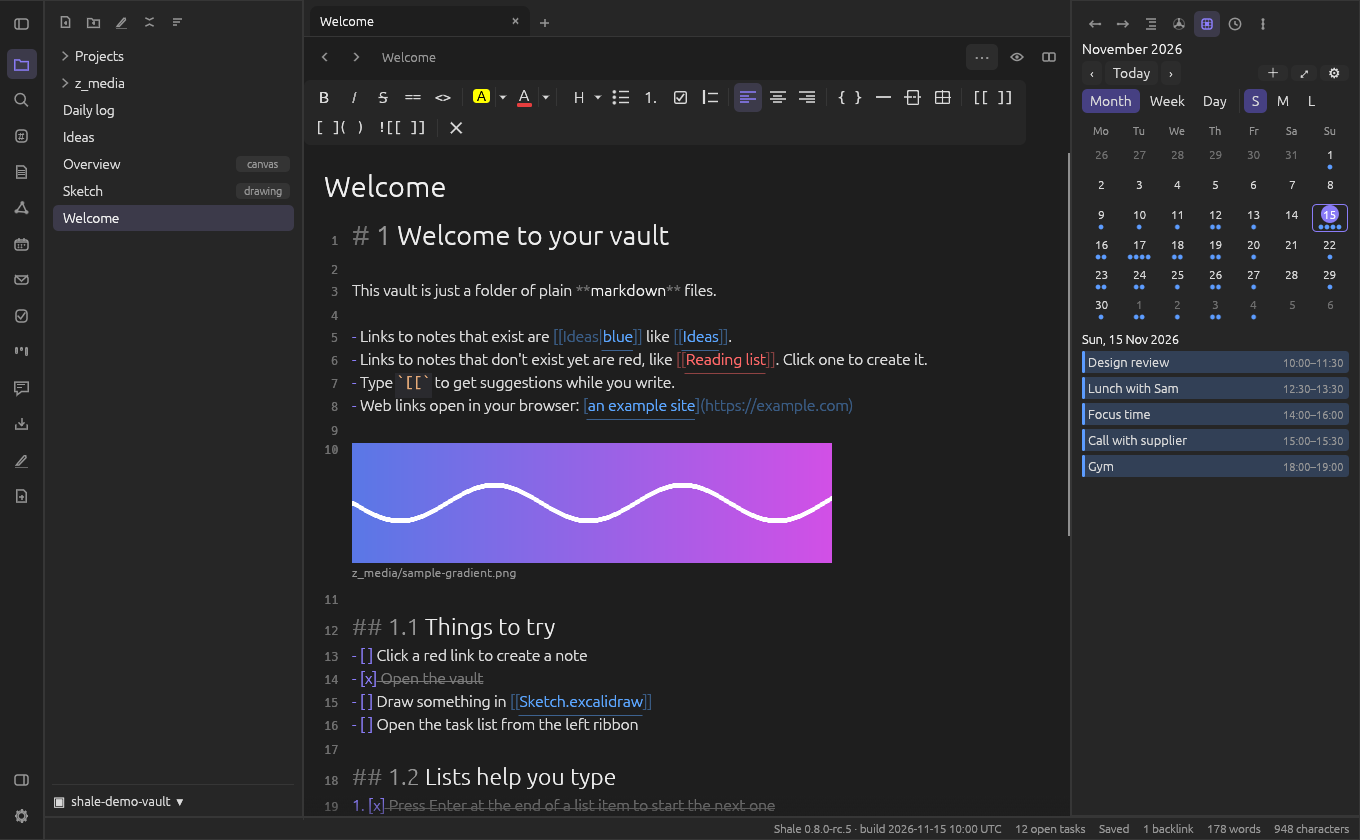 Projects
z_media
Daily log
Ideas
Overview canvas
Sketch drawing
Welcome
shale-demo-vault ▼
Welcome × +
Welcome ...
B I S == <> A A H 1. { } [[ ]]
[ ]( ) ![[ ]] ✕
Welcome
1 # 1 Welcome to your vault
2
3 This vault is just a folder of plain **markdown** files.
4
5 - Links to notes that exist are [[Ideas|blue]] like [[Ideas]].
6 - Links to notes that don't exist yet are red, like [[Reading list]]. Click one to create it.
7 - Type `[[` to get suggestions while you write.
8 - Web links open in your browser: [an example site](https://example.com)
9
10
z_media/sample-gradient.png
11
12 ## 1.1 Things to try
13 - [ ] Click a red link to create a note
14 - [x] Open the vault
15 - [ ] Draw something in [[Sketch.excalidraw]]
16 - [ ] Open the task list from the left ribbon
17
18 ## 1.2 Lists help you type
19 1. [x] Press Enter at the end of a list item to start the next one
November 2026
‹ Today ›
Month Week Day S M L
Mo Tu We Th Fr Sa Su
26 27 28 29 30 31 1
2 3 4 5 6 7 8
9 10 11 12 13 14 15
16 17 18 19 20 21 22
23 24 25 26 27 28 29
30 1 2 3 4 5 6
Sun, 15 Nov 2026
Design review 10:00–11:30
Lunch with Sam 12:30–13:30
Focus time 14:00–16:00
Call with supplier 15:00–15:30
Gym 18:00–19:00
Shale 0.8.0-rc.5 · build 2026-11-15 10:00 UTC 12 open tasks Saved 1 backlink 178 words 948 characters